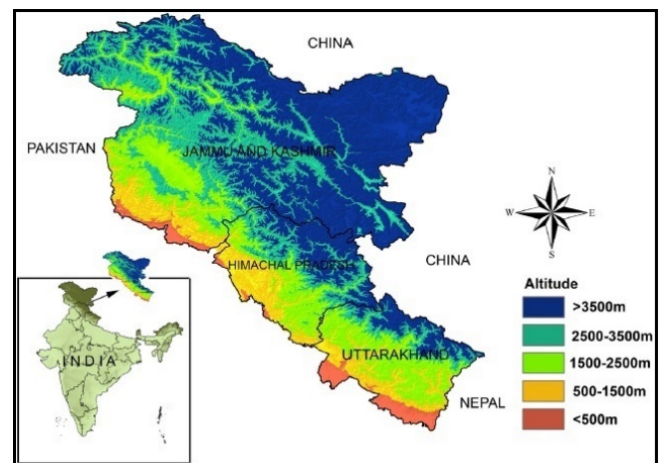 CHINA
PAKISTAN
JAMMU AND KASHMIR
N
W E
S
HIMACHAL PRADESH
CHINA
Altitude
>3500m
2500-3500m
1500-2500m
500-1500m
<500m
UTTARAKHAND
NEPAL
INDIA